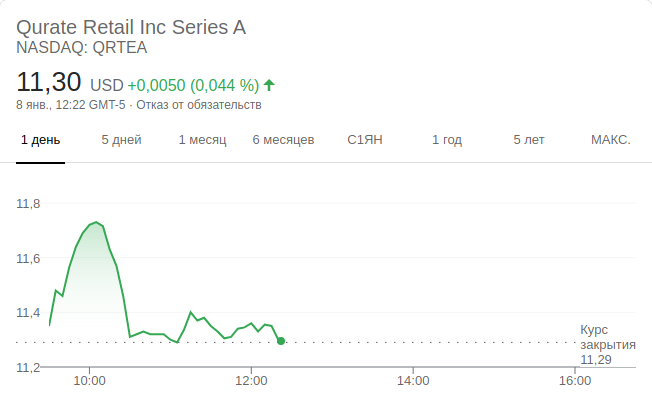 Qurate Retail Inc Series A
NASDAQ: QRTEA
11,30 USD +0,0050 (0,044 %)
8 янв., 12:22 GMT-5 · Отказ от обязательств
1 день 5 дней 1 месяц 6 месяцев С1ЯН 1 год 5 лет МАКС.
11,8
11,6
11,4
Курс
закрытия
11,29
11,2
10:00 12:00 14:00 16:00